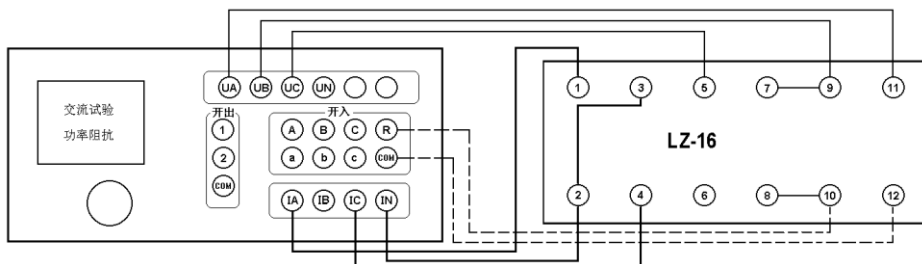 UA UB UC UN
交流试验
功率阻抗
开出
1
2
COM
开入
A B C R
a b c COM
IA IB IC IN
1 3 5 7 9 11
LZ-16
2 4 6 8 10 12